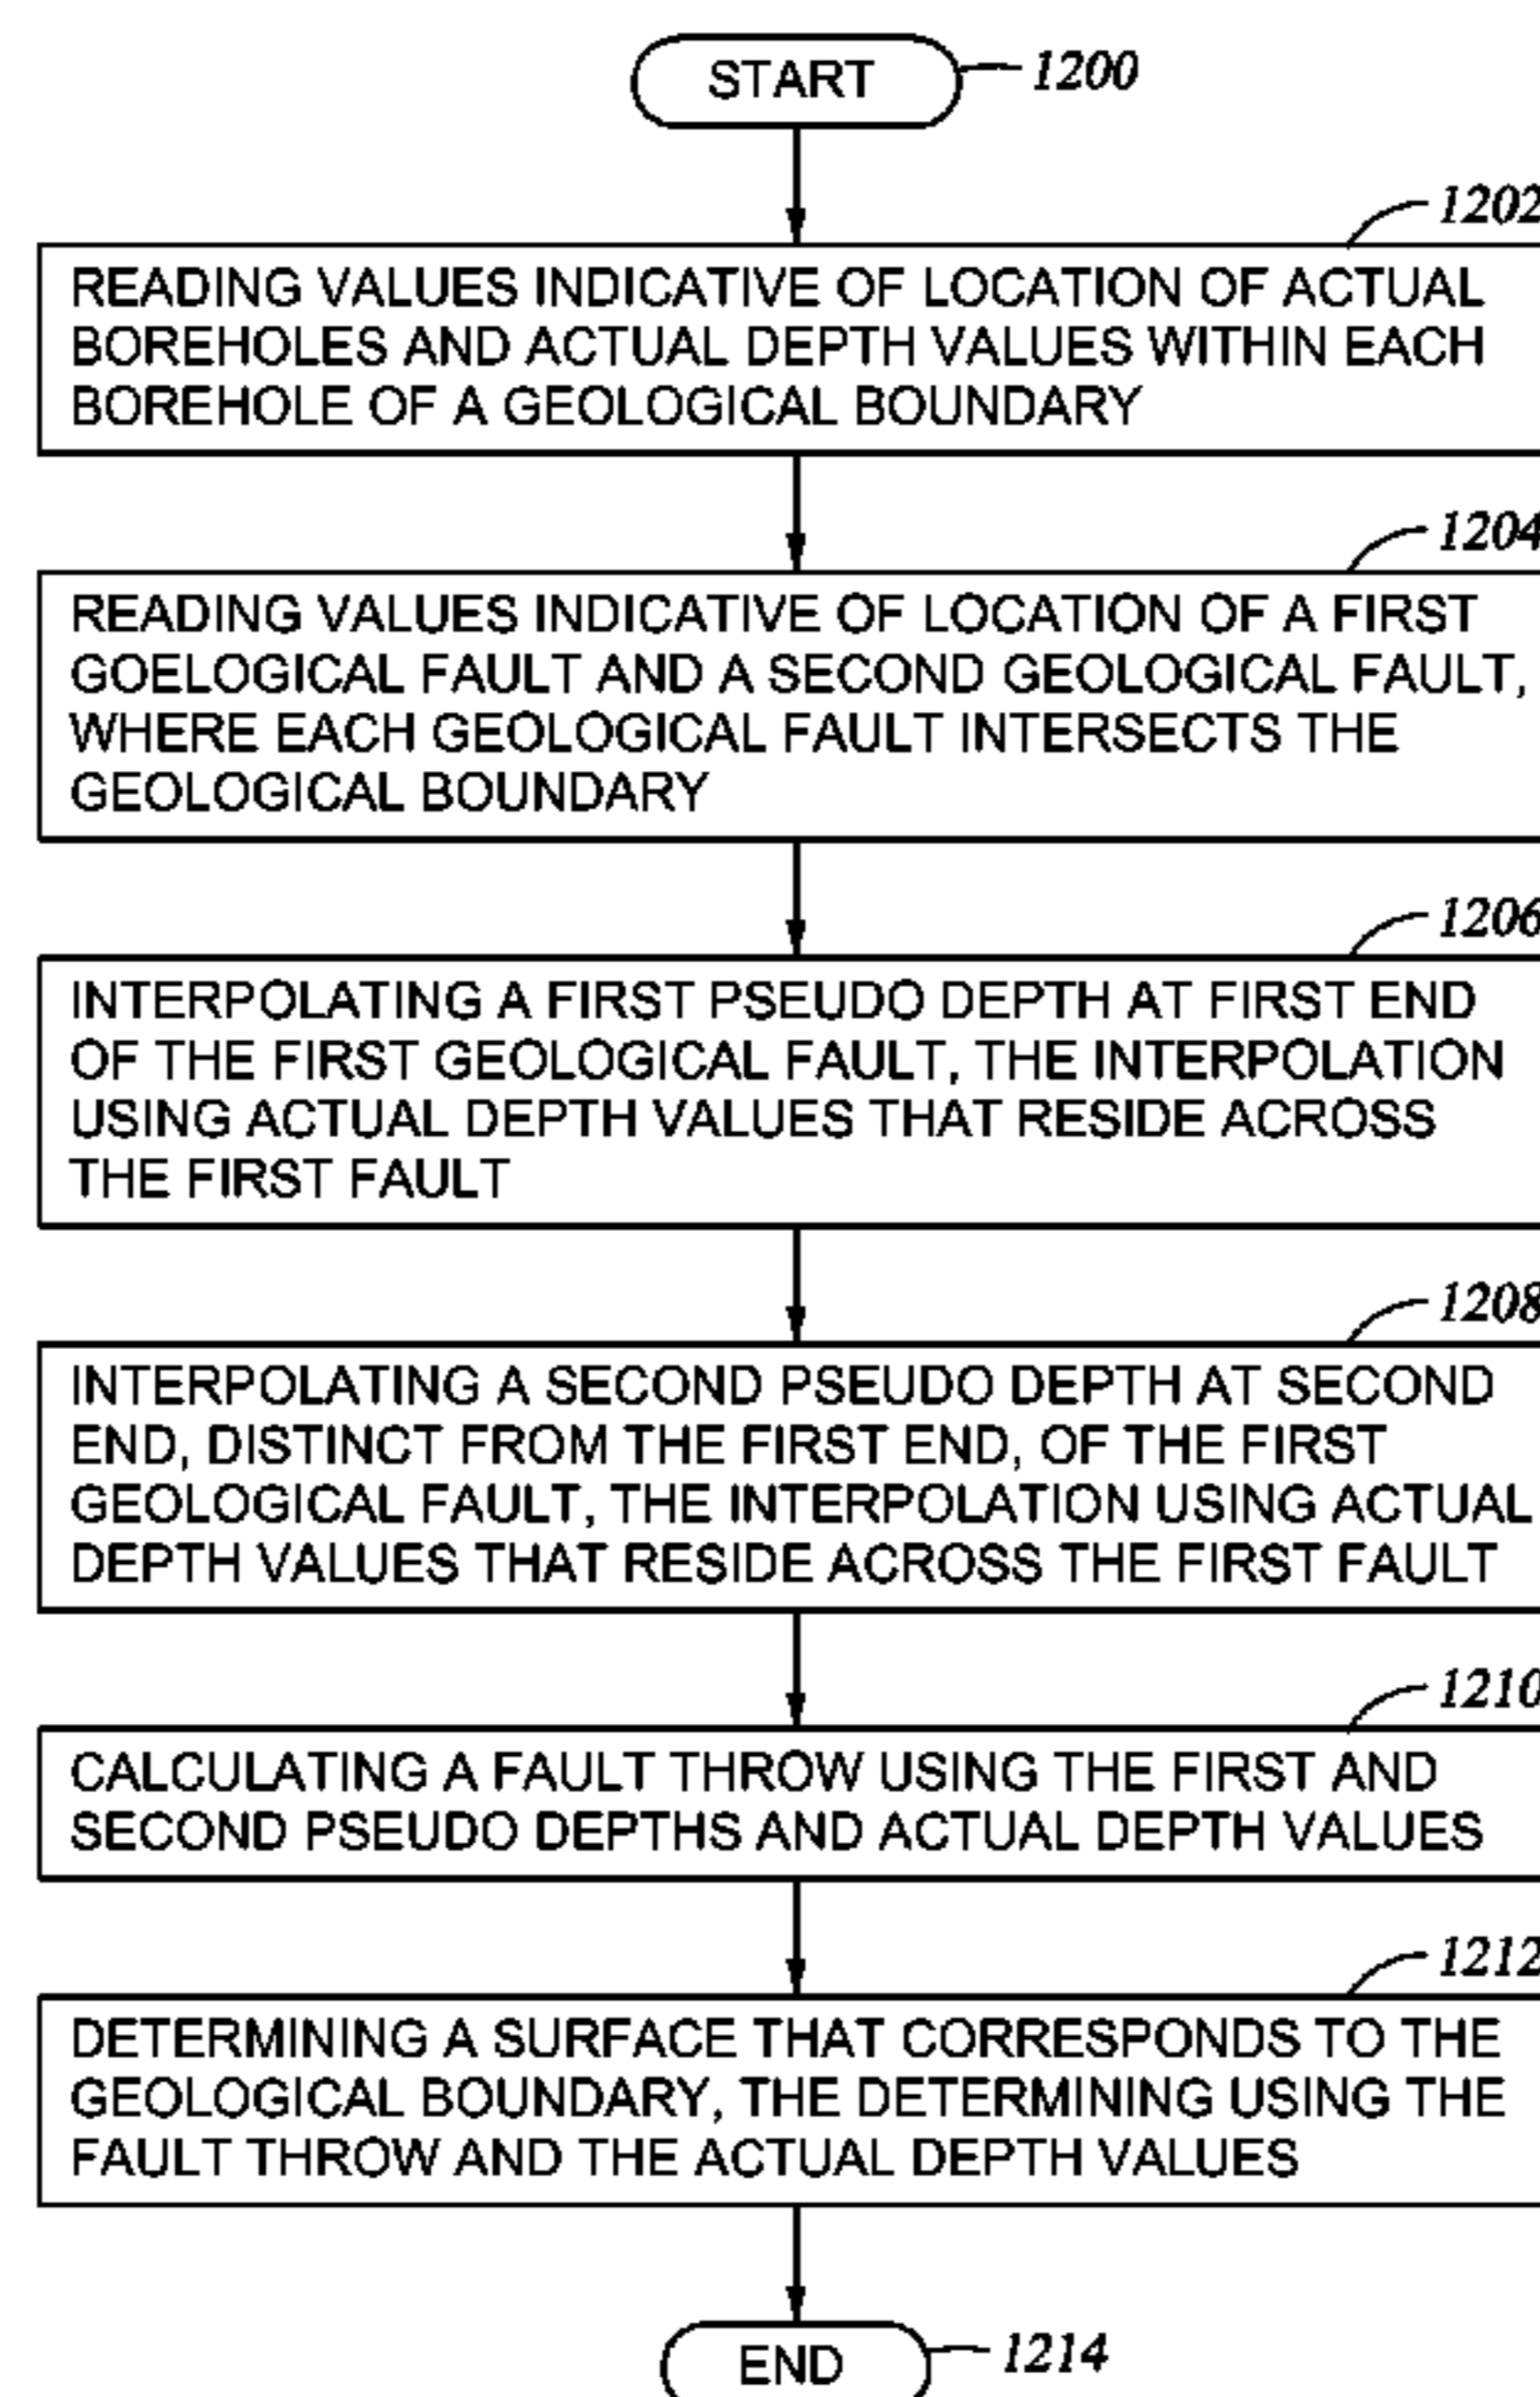 START
1200
1202
READING VALUES INDICATIVE OF LOCATION OF ACTUAL
BOREHOLES AND ACTUAL DEPTH VALUES WITHIN EACH
BOREHOLE OF A GEOLOGICAL BOUNDARY
1204
READING VALUES INDICATIVE OF LOCATION OF A FIRST
GOELOGICAL FAULT AND A SECOND GEOLOGICAL FAULT,
WHERE EACH GEOLOGICAL FAULT INTERSECTS THE
GEOLOGICAL BOUNDARY
1206
INTERPOLATING A FIRST PSEUDO DEPTH AT FIRST END
OF THE FIRST GEOLOGICAL FAULT, THE INTERPOLATION
USING ACTUAL DEPTH VALUES THAT RESIDE ACROSS
THE FIRST FAULT
1208
INTERPOLATING A SECOND PSEUDO DEPTH AT SECOND
END, DISTINCT FROM THE FIRST END, OF THE FIRST
GEOLOGICAL FAULT, THE INTERPOLATION USING ACTUAL
DEPTH VALUES THAT RESIDE ACROSS THE FIRST FAULT
1210
CALCULATING A FAULT THROW USING THE FIRST AND
SECOND PSEUDO DEPTHS AND ACTUAL DEPTH VALUES
1212
DETERMINING A SURFACE THAT CORRESPONDS TO THE
GEOLOGICAL BOUNDARY, THE DETERMINING USING THE
FAULT THROW AND THE ACTUAL DEPTH VALUES
END
1214